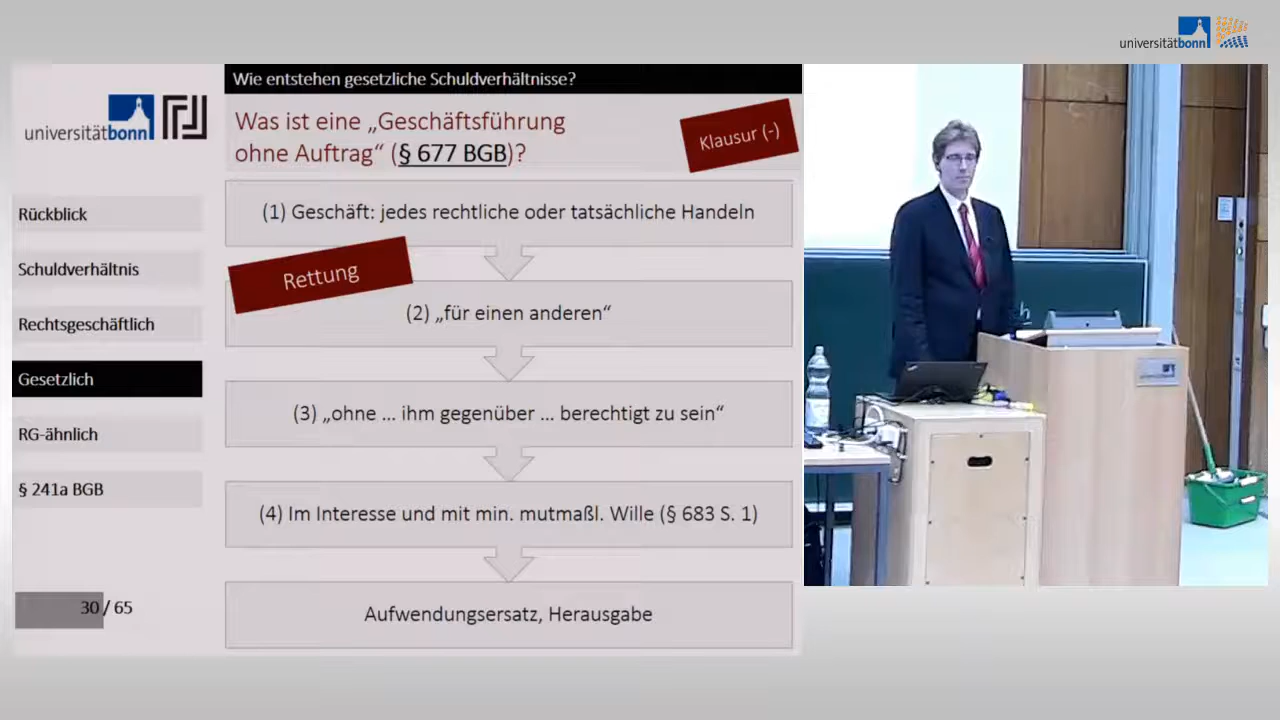 universitätbonn
Wie entstehen gesetzliche Schuldverhältnisse?
universitätbonn
Was ist eine „Geschäftsführung
ohne Auftrag“ (§ 677 BGB)?
Klausur (-)
Rückblick
Schuldverhältnis
Rechtsgeschäftlich
Gesetzlich
RG-ähnlich
§ 241a BGB
30 / 65
(1) Geschäft: jedes rechtliche oder tatsächliche Handeln
Rettung
(2) „für einen anderen“
(3) „ohne ... ihm gegenüber ... berechtigt zu sein“
(4) Im Interesse und mit min. mutmaßl. Wille (§ 683 S. 1)
Aufwendungsersatz, Herausgabe